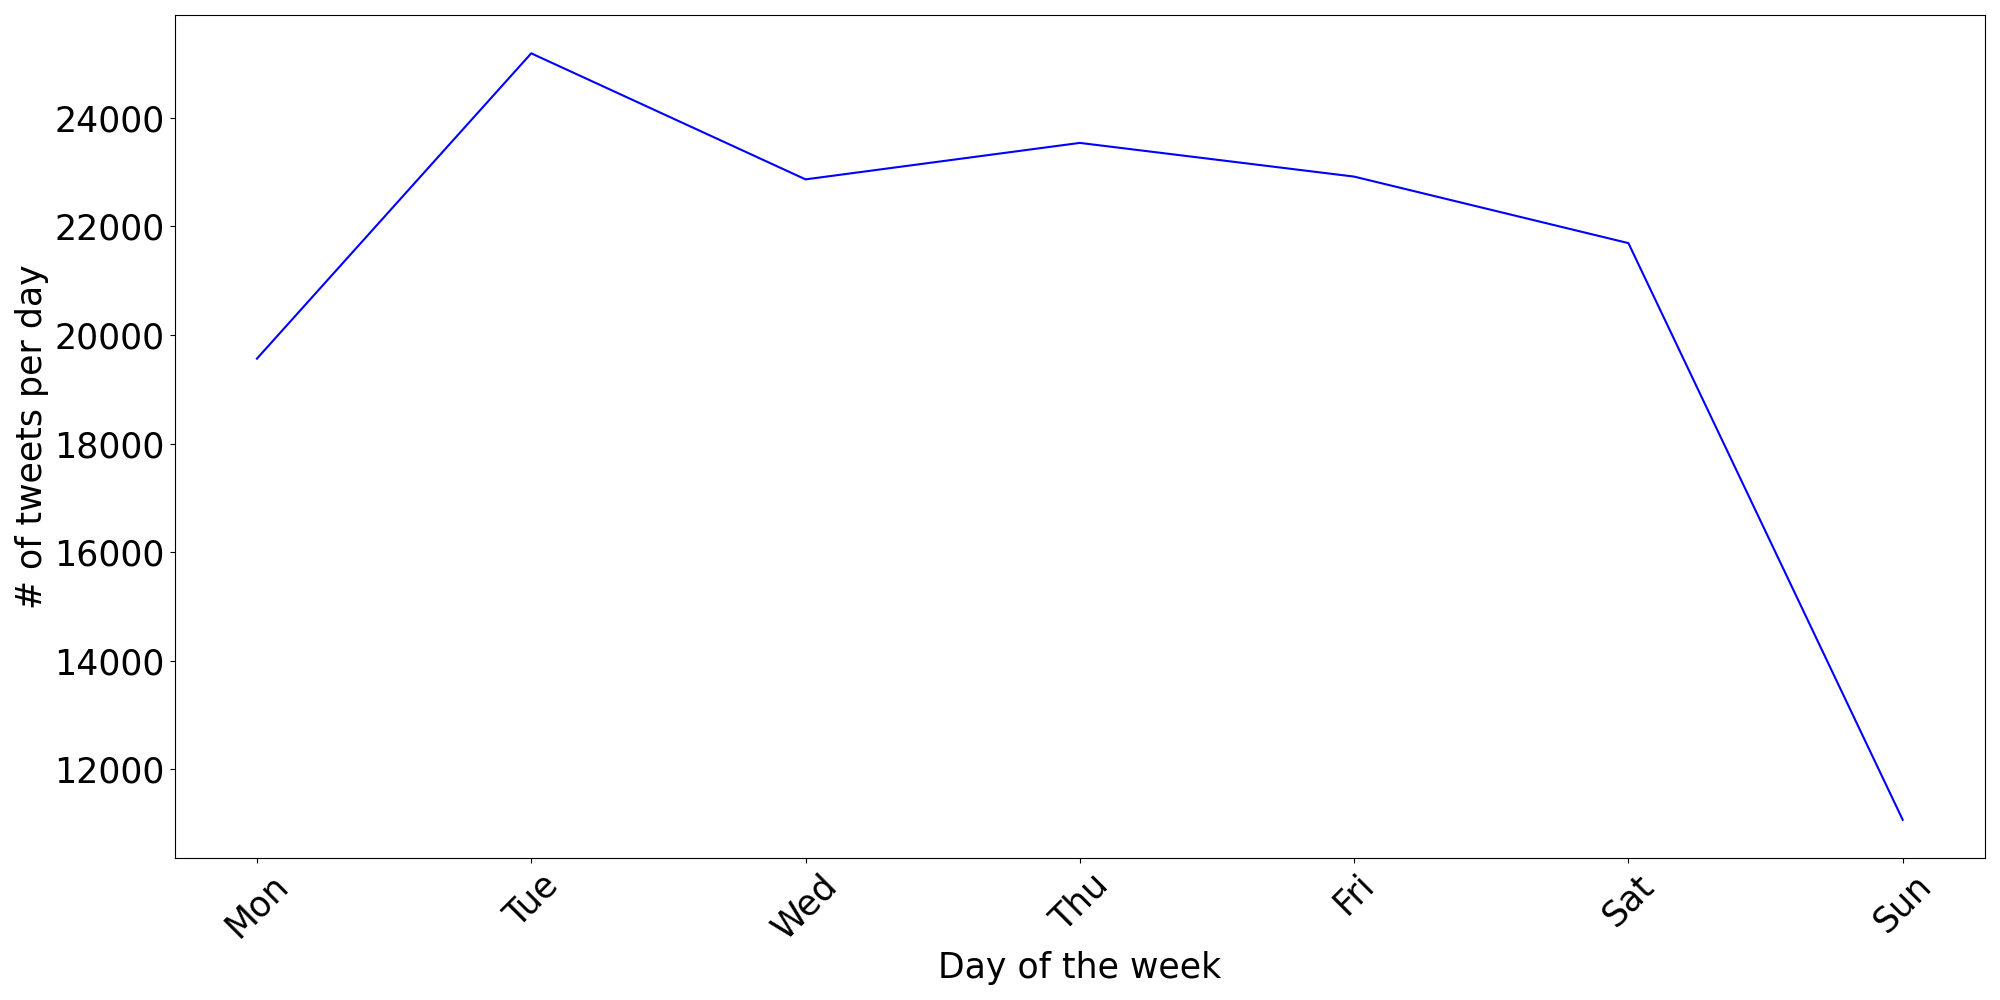 24000
22000
20000
18000
16000
14000
12000
# of tweets per day
Mon
Tue
Wed
Thu
Fri
Sat
Sun
Day of the week